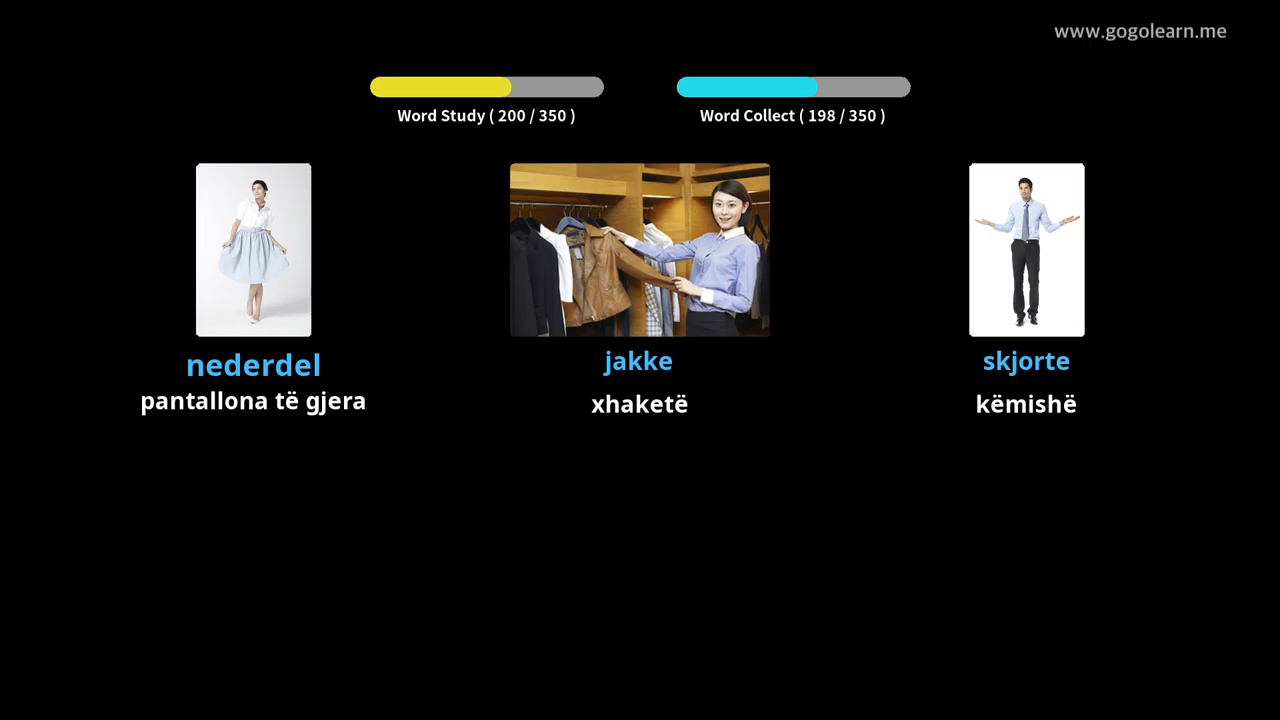 www.gogolearn.me
Word Study ( 200 / 350 )
Word Collect ( 198 / 350 )
nederdel
jakke
skjorte
pantallona të gjera
xhaketë
këmishë